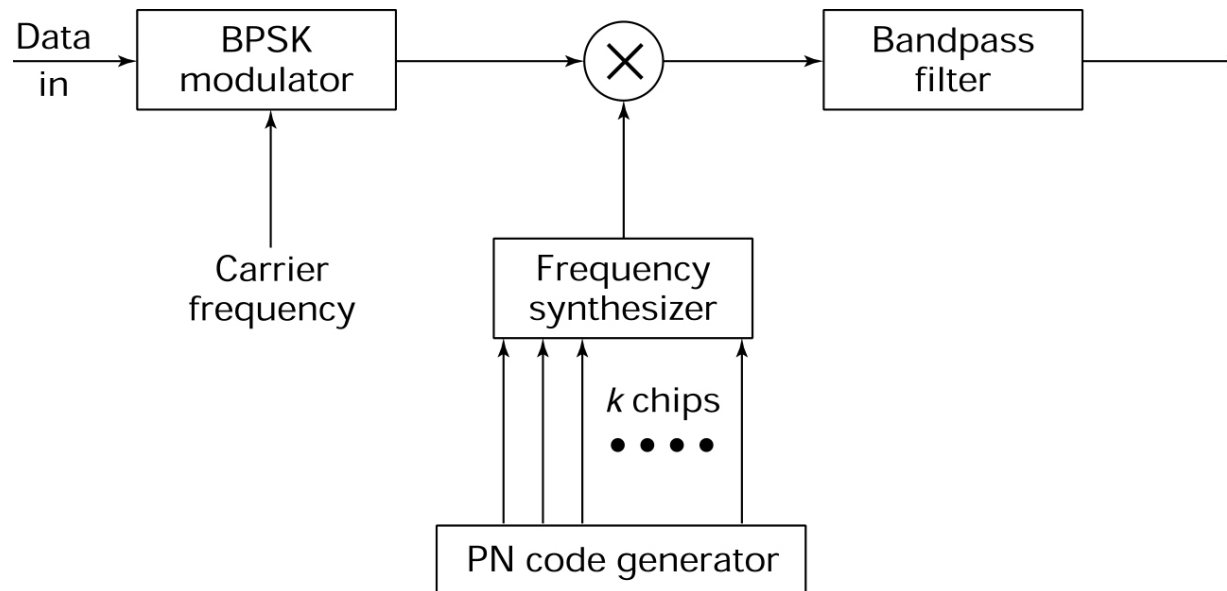 Data
in
BPSK
modulator
Bandpass
filter
Carrier
frequency
Frequency
synthesizer
k chips
PN code generator